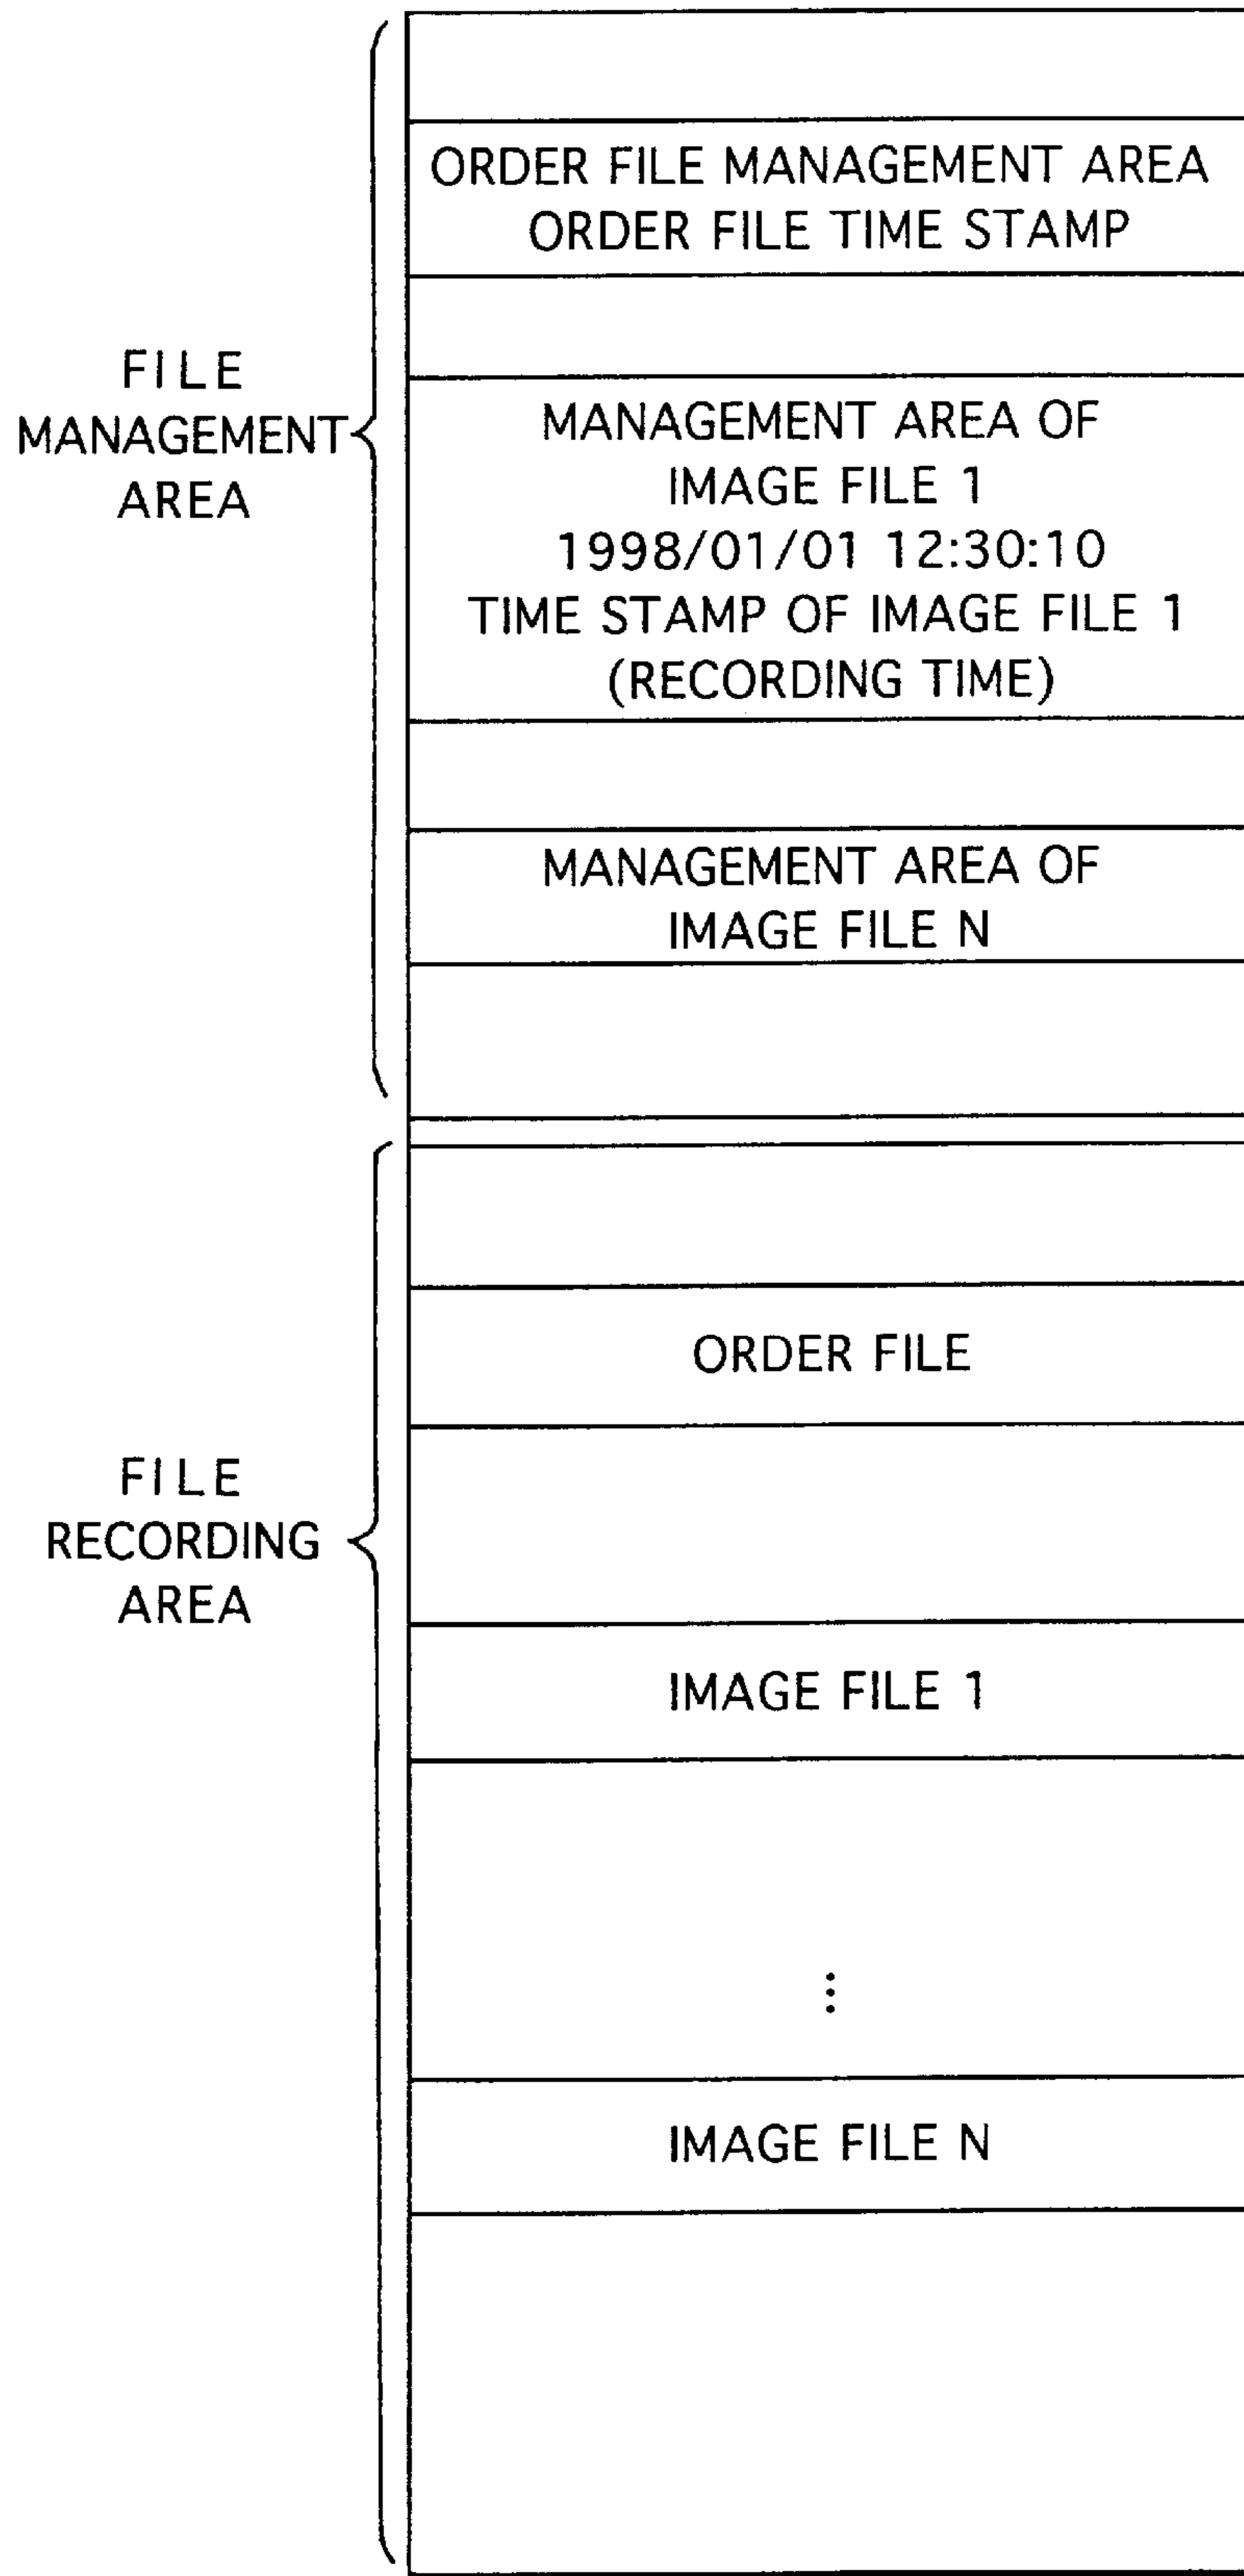 FILE
MANAGEMENT
AREA
ORDER FILE MANAGEMENT AREA
ORDER FILE TIME STAMP
MANAGEMENT AREA OF
IMAGE FILE 1
1998/01/01 12:30:10
TIME STAMP OF IMAGE FILE 1
(RECORDING TIME)
MANAGEMENT AREA OF
IMAGE FILE N
FILE
RECORDING
AREA
ORDER FILE
IMAGE FILE 1
⋮
IMAGE FILE N